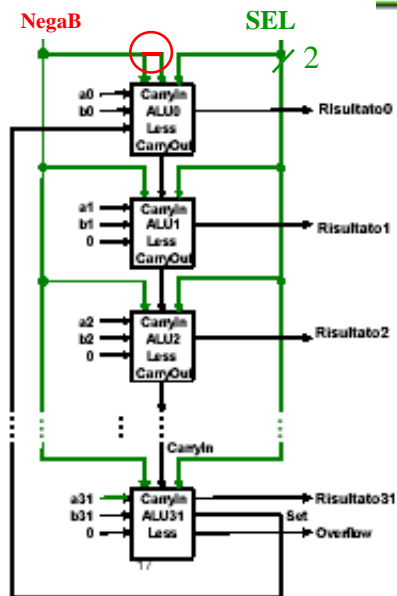 NegaB
SEL
2
a0
CarryIn
b0
ALU0
Risultato0
Less
CarryOut
a1
CarryIn
b1
ALU1
Risultato1
0
Less
CarryOut
a2
CarryIn
b2
ALU2
Risultato2
0
Less
CarryOut
CarryIn
a31
CarryIn
Risultato31
b31
ALU31
Set
0
Less
Overflow
17